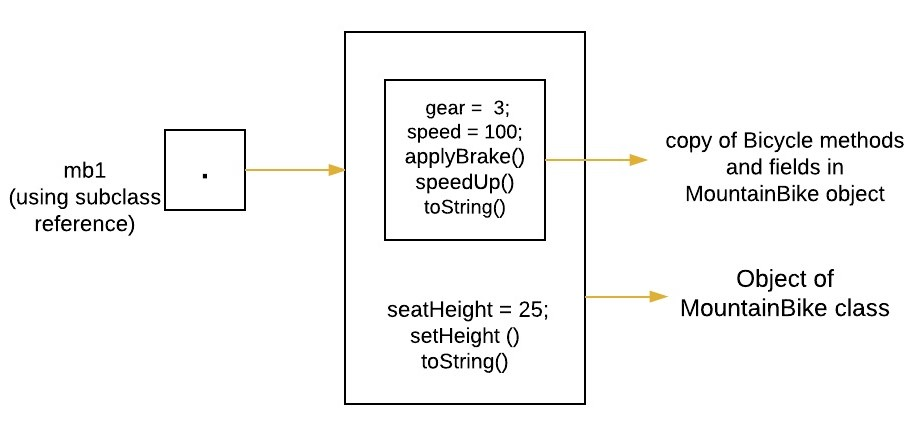 mb1
(using subclass
reference)
.
gear =  3;
speed = 100;
applyBrake()
speedUp()
toString()
seatHeight = 25;
setHeight ()
toString()
copy of Bicycle methods
and fields in
MountainBike object
Object of
MountainBike class